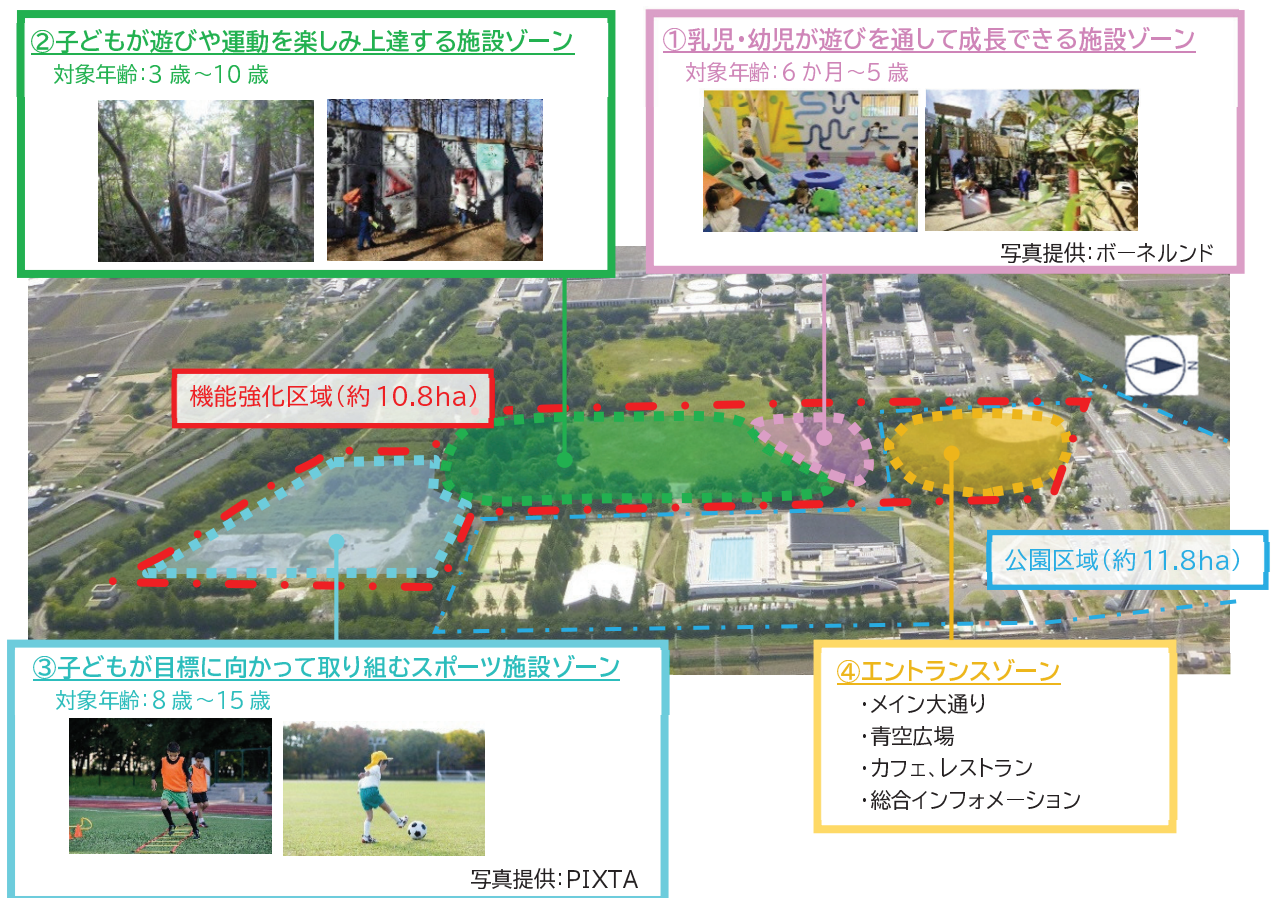 ②子どもが遊びや運動を楽しみ上達する施設ゾーン
対象年齢：3 歳～10 歳
①乳児・幼児が遊びを通して成長できる施設ゾーン
対象年齢：6 か月～5 歳
写真提供：ボーネルンド
機能強化区域（約 10.8ha）
N
公園区域（約 11.8ha）
③子どもが目標に向かって取り組むスポーツ施設ゾーン
対象年齢：8 歳～15 歳
写真提供：PIXTA
④エントランスゾーン
・メイン大通り
・青空広場
・カフェ、レストラン
・総合インフォメーション